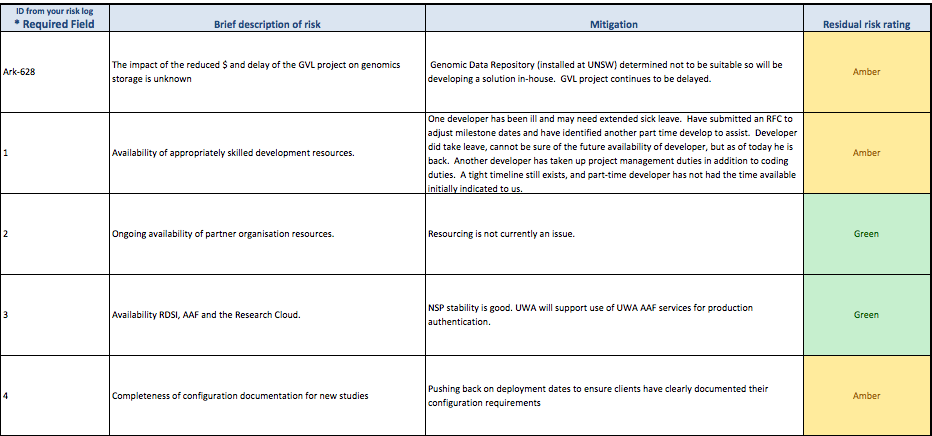 ID from your risk log
* Required Field
Brief description of risk
Mitigation
Residual risk rating
Ark-628
The impact of the reduced $ and delay of the GVL project on genomics
storage is unknown
Genomic Data Repository (installed at UNSW) determined not to be suitable so will be
developing a solution in-house.  GVL project continues to be delayed.
Amber
1
Availability of appropriately skilled development resources.
One developer has been ill and may need extended sick leave.  Have submitted an RFC to
adjust milestone dates and have identified another part time develop to assist.  Developer
did take leave, cannot be sure of the future availability of developer, but as of today he is
back.  Another developer has taken up project management duties in addition to coding
duties.  A tight timeline still exists, and part-time developer has not had the time available
initially indicated to us.
Amber
2
Ongoing availability of partner organisation resources.
Resourcing is not currently an issue.
Green
3
Availability RDSI, AAF and the Research Cloud.
NSP stability is good. UWA will support use of UWA AAF services for production
authentication.
Green
4
Completeness of configuration documentation for new studies
Pushing back on deployment dates to ensure clients have clearly documented their
configuration requirements
Amber